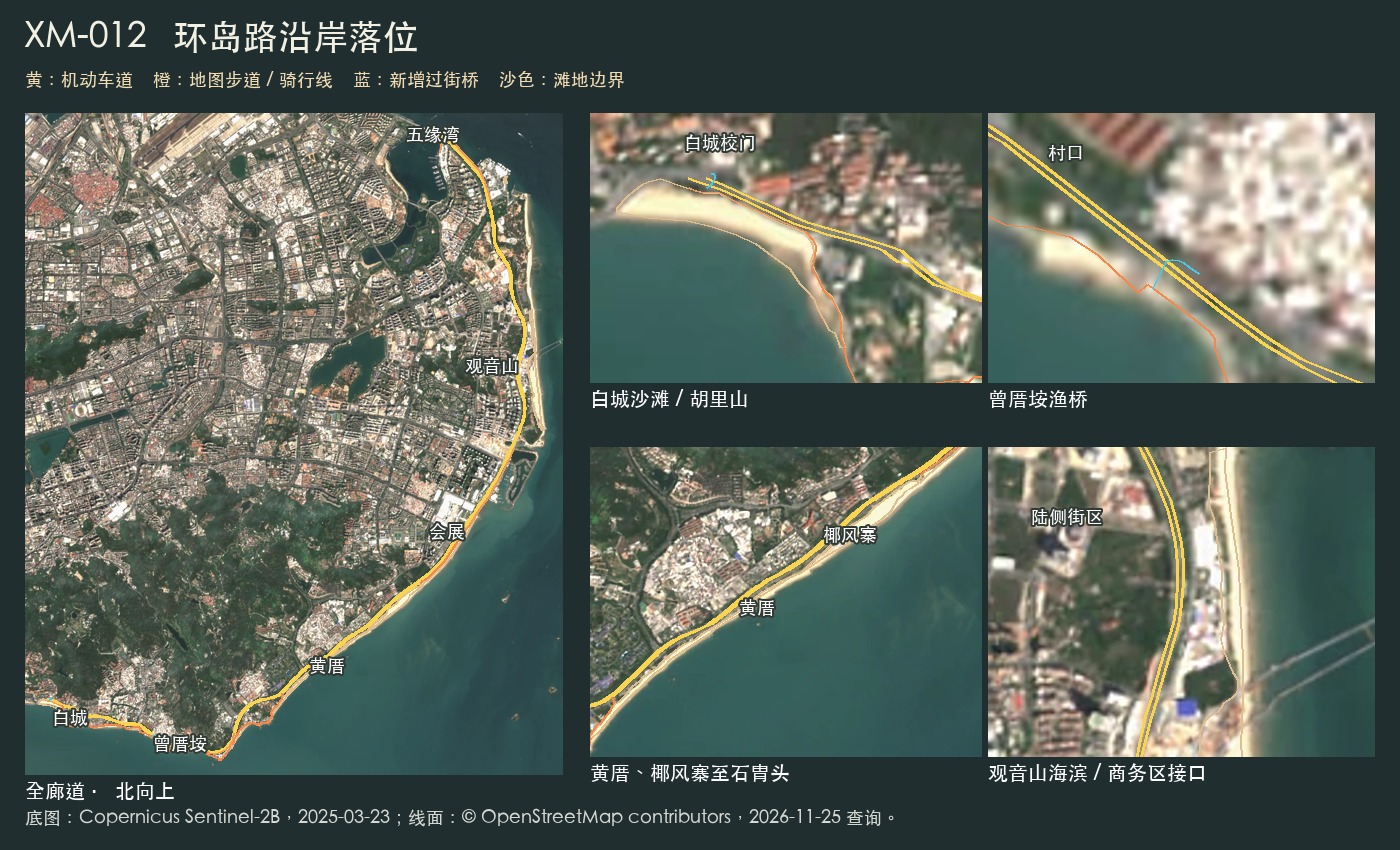 XM-012 环岛路沿岸落位
黄：机动车道 橙：地图步道 / 骑行线 蓝：新增过街桥 沙色：滩地边界
五缘湾
观音山
会展
黄厝
白城
曾厝垵
全廊道· 北向上
白城校门
白城沙滩 / 胡里山
村口
曾厝垵渔桥
椰风寨
黄厝
黄厝、椰风寨至石胄头
陆侧街区
观音山海滨 / 商务区接口
底图：Copernicus Sentinel-2B，2025-03-23；线面：© OpenStreetMap contributors，2026-11-25 查询。